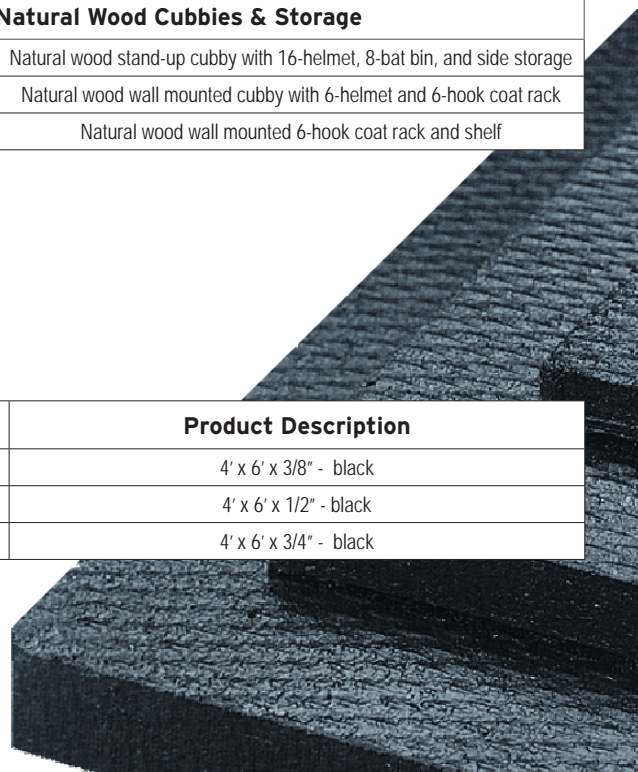 Natural Wood Cubbies & Storage
Natural wood stand-up cubby with 16-helmet, 8-bat bin, and side storage
Natural wood wall mounted cubby with 6-helmet and 6-hook coat rack
Natural wood wall mounted 6-hook coat rack and shelf
Product Description
4' x 6' x 3/8" - black
4' x 6' x 1/2" - black
4' x 6' x 3/4" - black